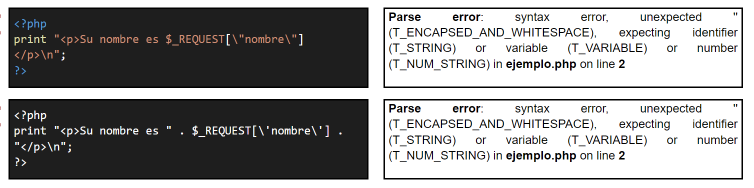 <?php
print "<p>Su nombre es $_REQUEST[\"nombre\"]
</p>\n";
?>
Parse error: syntax error, unexpected ''
(T_ENCAPSED_AND_WHITESPACE), expecting identifier
(T_STRING) or variable (T_VARIABLE) or number
(T_NUM_STRING) in ejemplo.php on line 2
<?php
print "<p>Su nombre es " . $_REQUEST[\'nombre\'] .
"</p>\n";
?>
Parse error: syntax error, unexpected ''
(T_ENCAPSED_AND_WHITESPACE), expecting identifier
(T_STRING) or variable (T_VARIABLE) or number
(T_NUM_STRING) in ejemplo.php on line 2